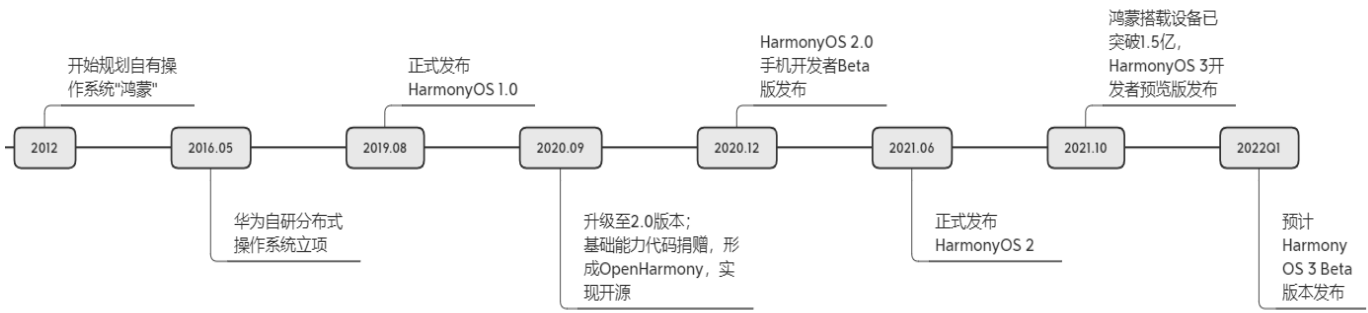 开始规划自有操
作系统"鸿蒙"
2012
2016.05
华为自研分布式
操作系统立项
正式发布
HarmonyOS 1.0
2019.08
2020.09
升级至2.0版本；
基础能力代码捐赠，形
成OpenHarmony，实
现开源
HarmonyOS 2.0
手机开发者Beta
版发布
2020.12
2021.06
正式发布
HarmonyOS 2
鸿蒙搭载设备已
突破1.5亿，
HarmonyOS 3开
发者预览版发布
2021.10
2022Q1
预计
Harmony
OS 3 Beta
版本发布